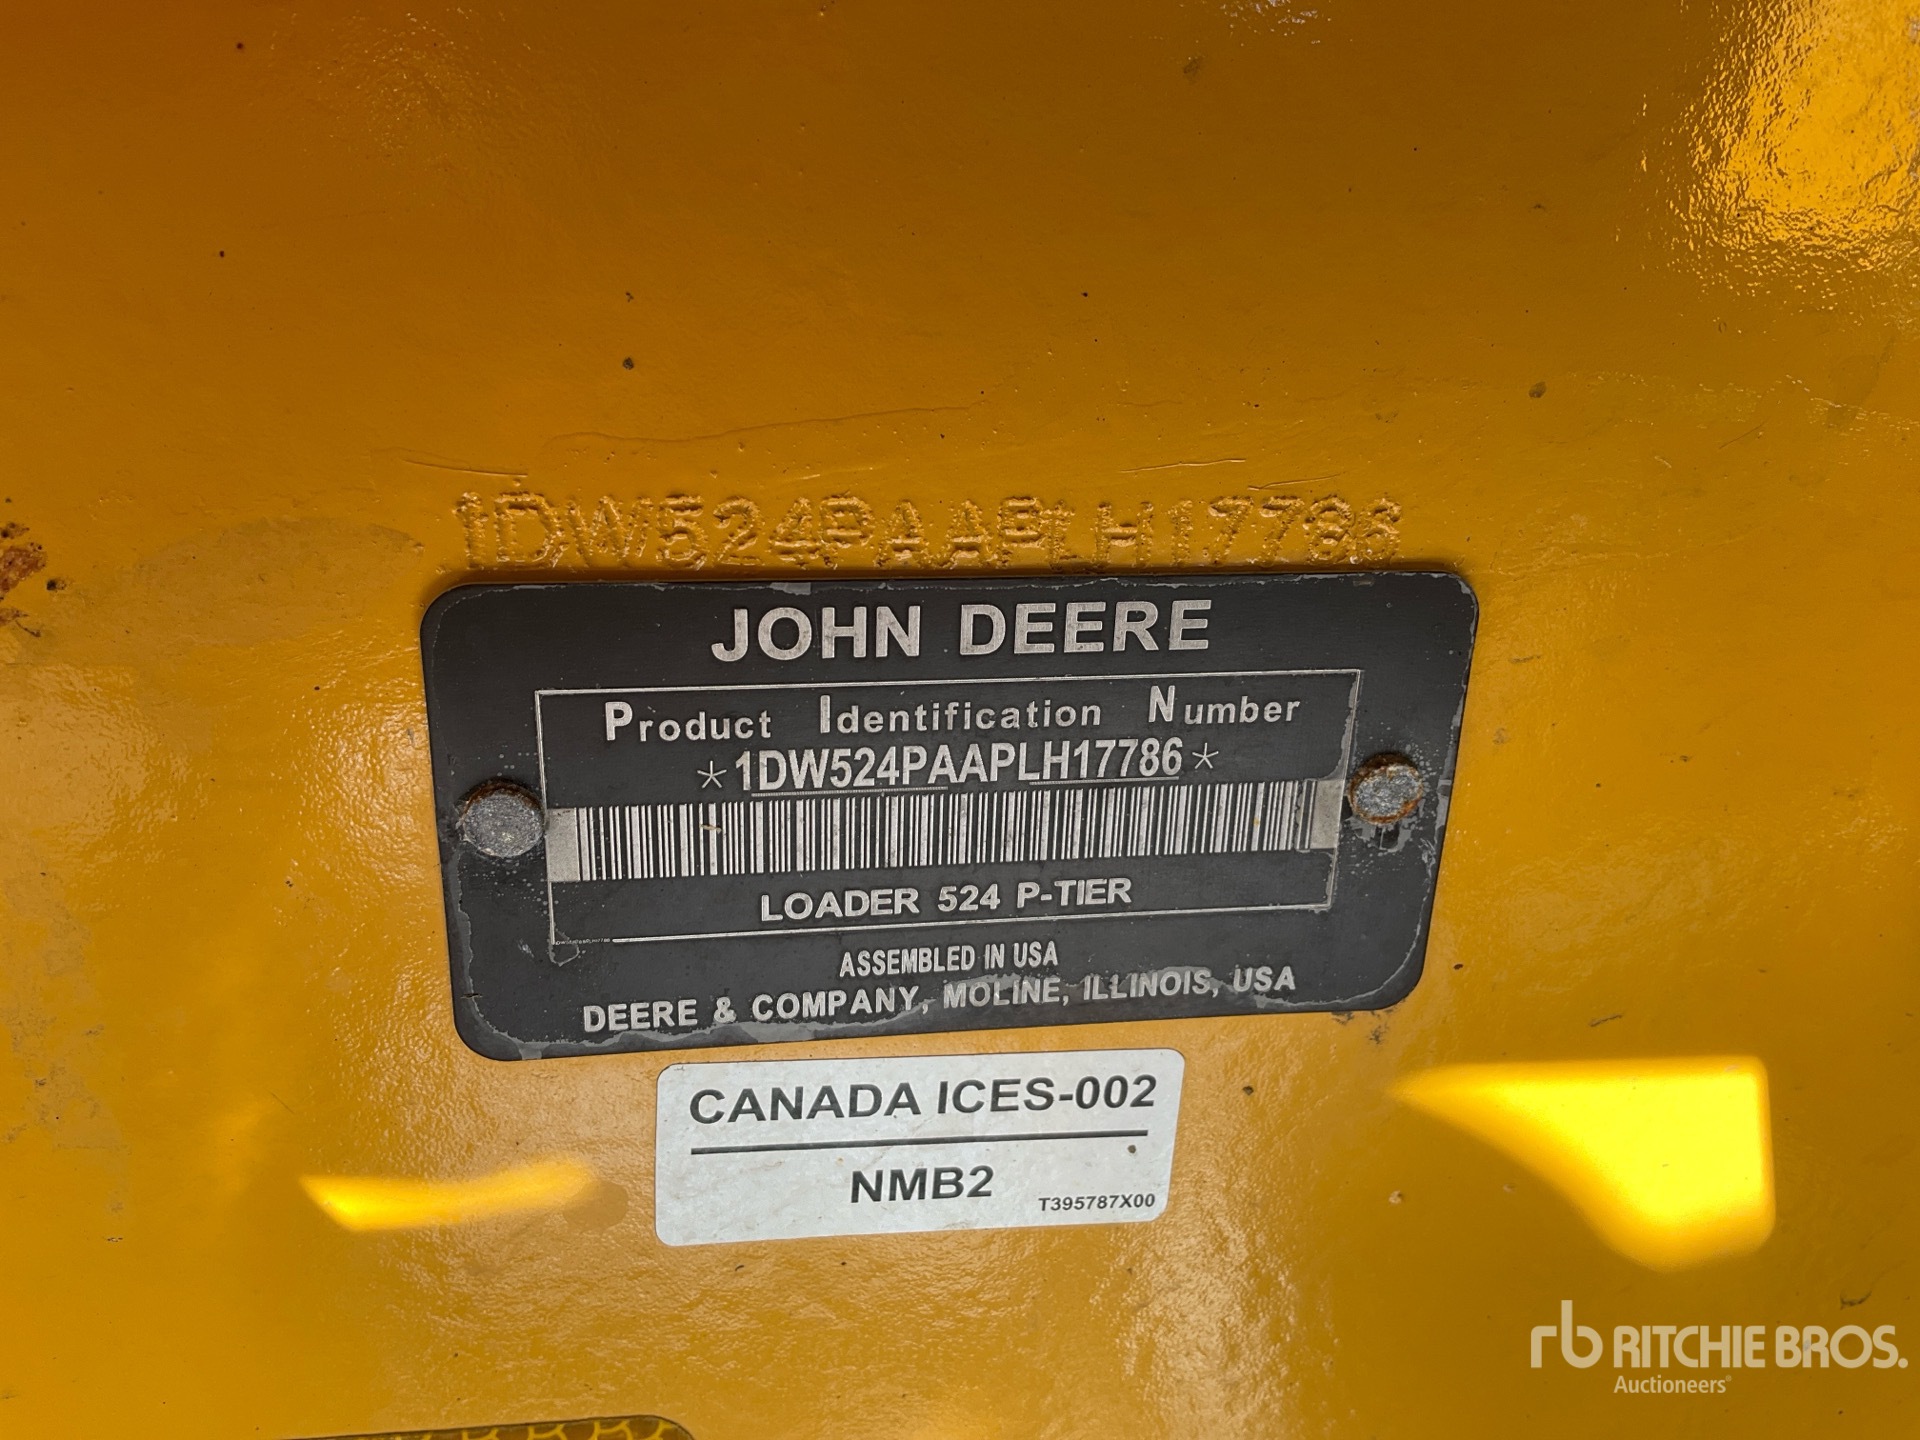 1DW524PAAPLH17786
JOHN DEERE
Product Identification Number
*1DW524PAAPLH17786*
LOADER 524 P-TIER
ASSEMBLED IN USA
DEERE & COMPANY, MOLINE, ILLINOIS, USA
CANADA ICES-002
NMB2
T395787X00
rb RITCHIE BROS.
Auctioneers